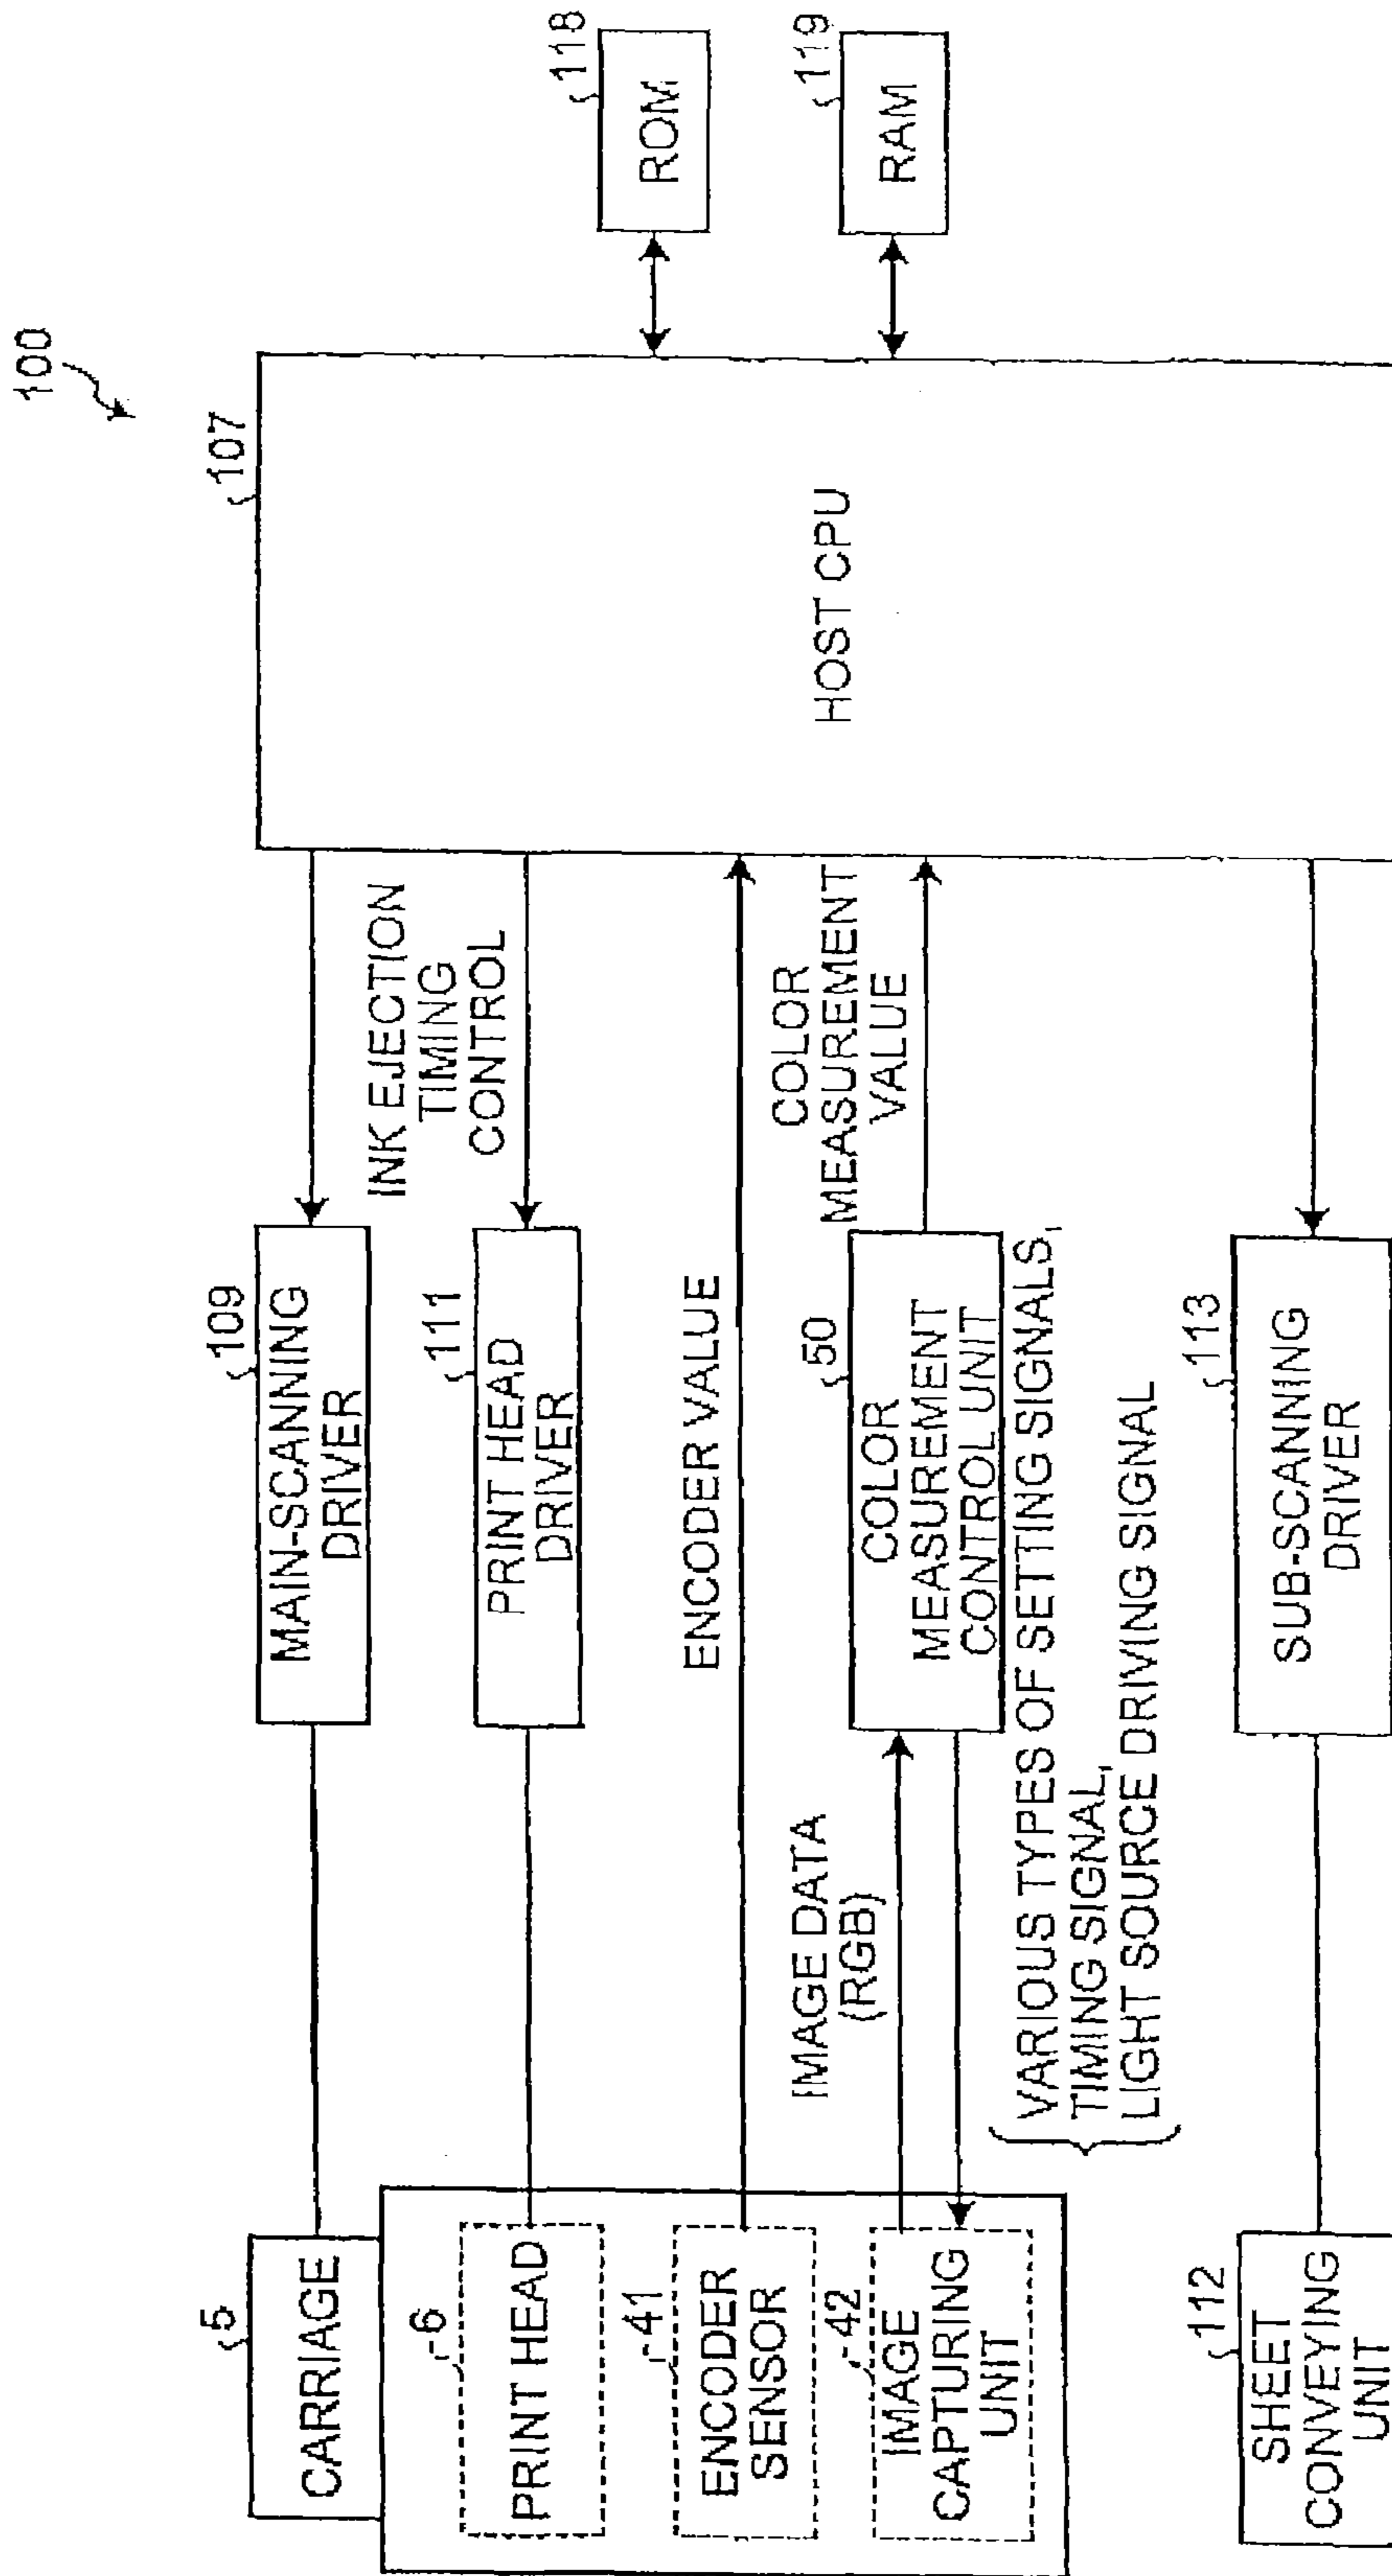 100
5
CARRIAGE
6
PRINT HEAD
41
ENCODER
SENSOR
42
IMAGE
CAPTURING
UNIT
112
SHEET
CONVEYING
UNIT
109
MAIN-SCANNING
DRIVER
INK EJECTION
TIMING
CONTROL
111
PRINT HEAD
DRIVER
ENCODER VALUE
IMAGE DATA
(RGB)
50
COLOR
MEASUREMENT
CONTROL UNIT
COLOR
MEASUREMENT
VALUE
VARIOUS TYPES OF SETTING SIGNALS,
TIMING SIGNAL,
LIGHT SOURCE DRIVING SIGNAL
113
SUB-SCANNING
DRIVER
107
HOST CPU
118
ROM
119
RAM